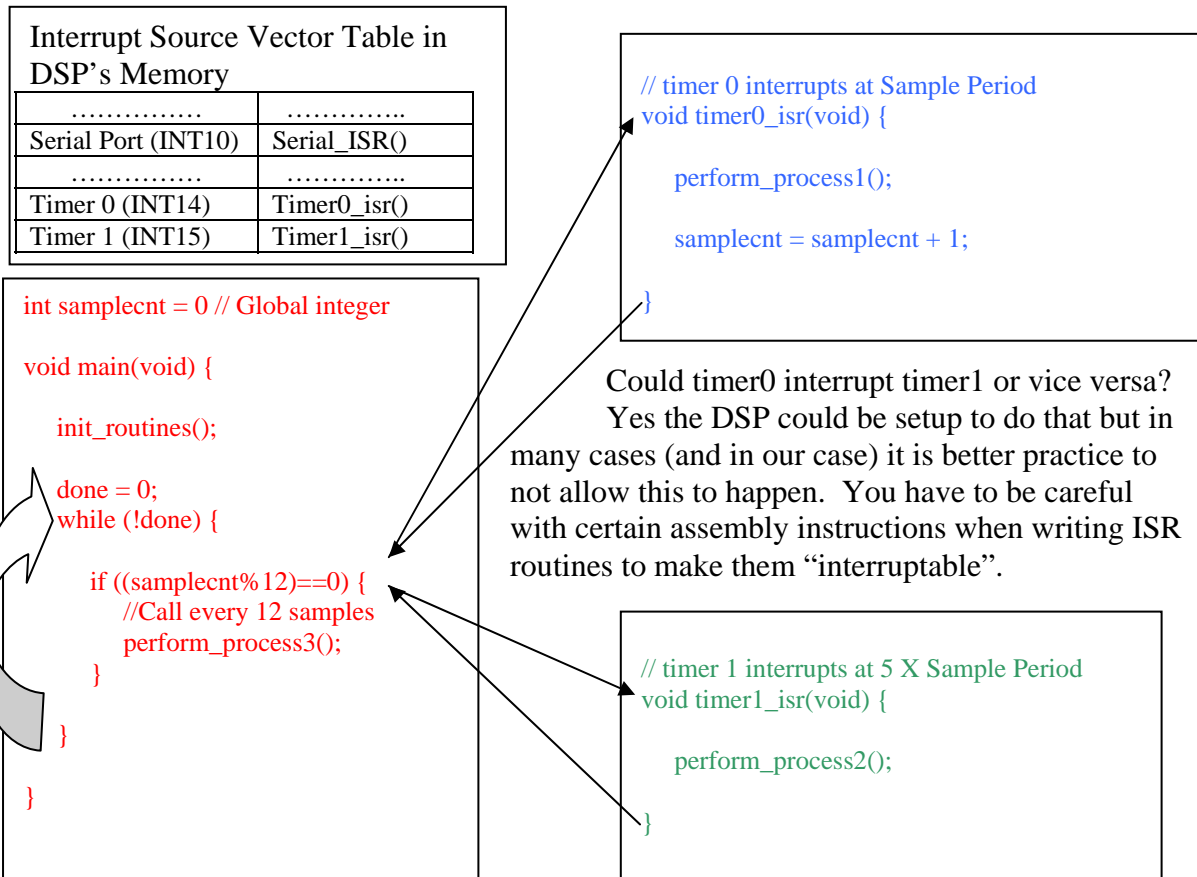 Interrupt Source Vector Table in
DSP’s Memory
…………… …………..
Serial Port (INT10) Serial_ISR()
…………… …………..
Timer 0 (INT14) Timer0_isr()
Timer 1 (INT15) Timer1_isr()
int samplecnt = 0 // Global integer
void main(void) {
init_routines();
done = 0;
while (!done) {
if ((samplecnt%12)==0) {
//Call every 12 samples
perform_process3();
}
}
}
// timer 0 interrupts at Sample Period
void timer0_isr(void) {
perform_process1();
samplecnt = samplecnt + 1;
}
Could timer0 interrupt timer1 or vice versa?
Yes the DSP could be setup to do that but in
many cases (and in our case) it is better practice to
not allow this to happen.  You have to be careful
with certain assembly instructions when writing ISR
routines to make them “interruptable”.
// timer 1 interrupts at 5 X Sample Period
void timer1_isr(void) {
perform_process2();
}